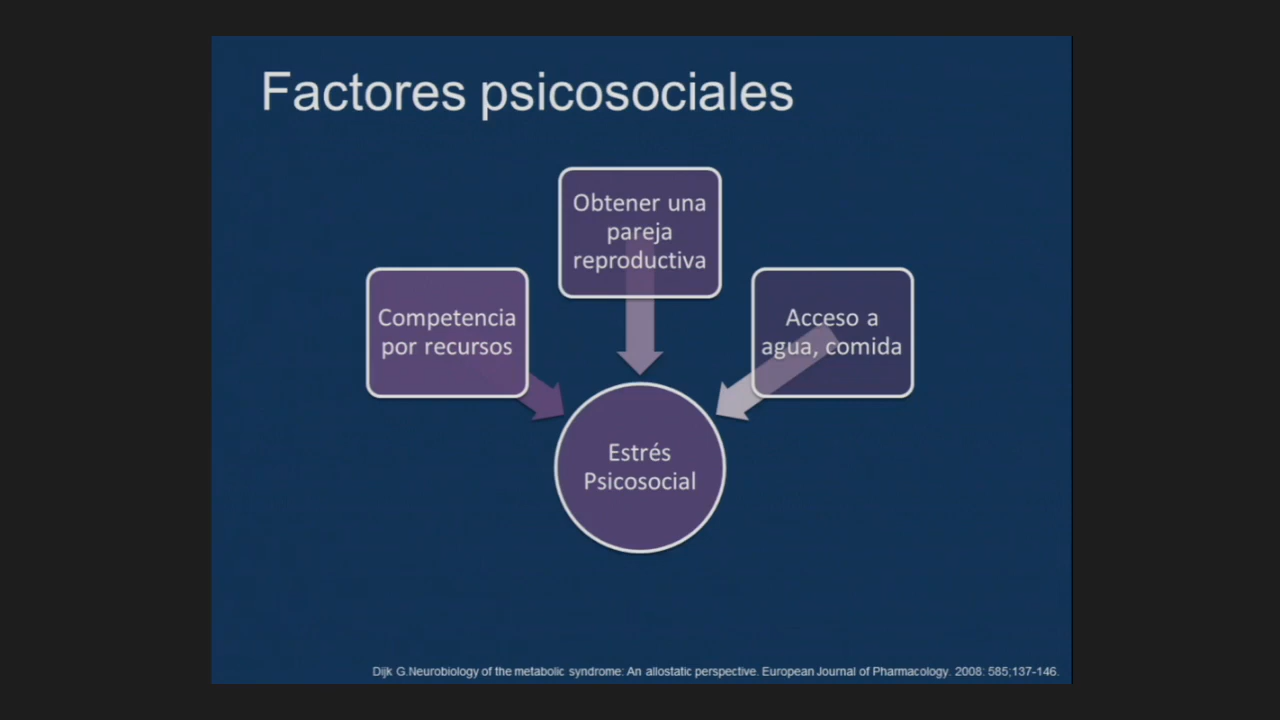 Factores psicosociales
Obtener una
pareja
reproductiva
Competencia
por recursos
Acceso a
agua, comida
Estrés
Psicosocial
Dijk G.Neurobiology of the metabolic syndrome: An allostatic perspective. European Journal of Pharmacology. 2008: 585;137-146.